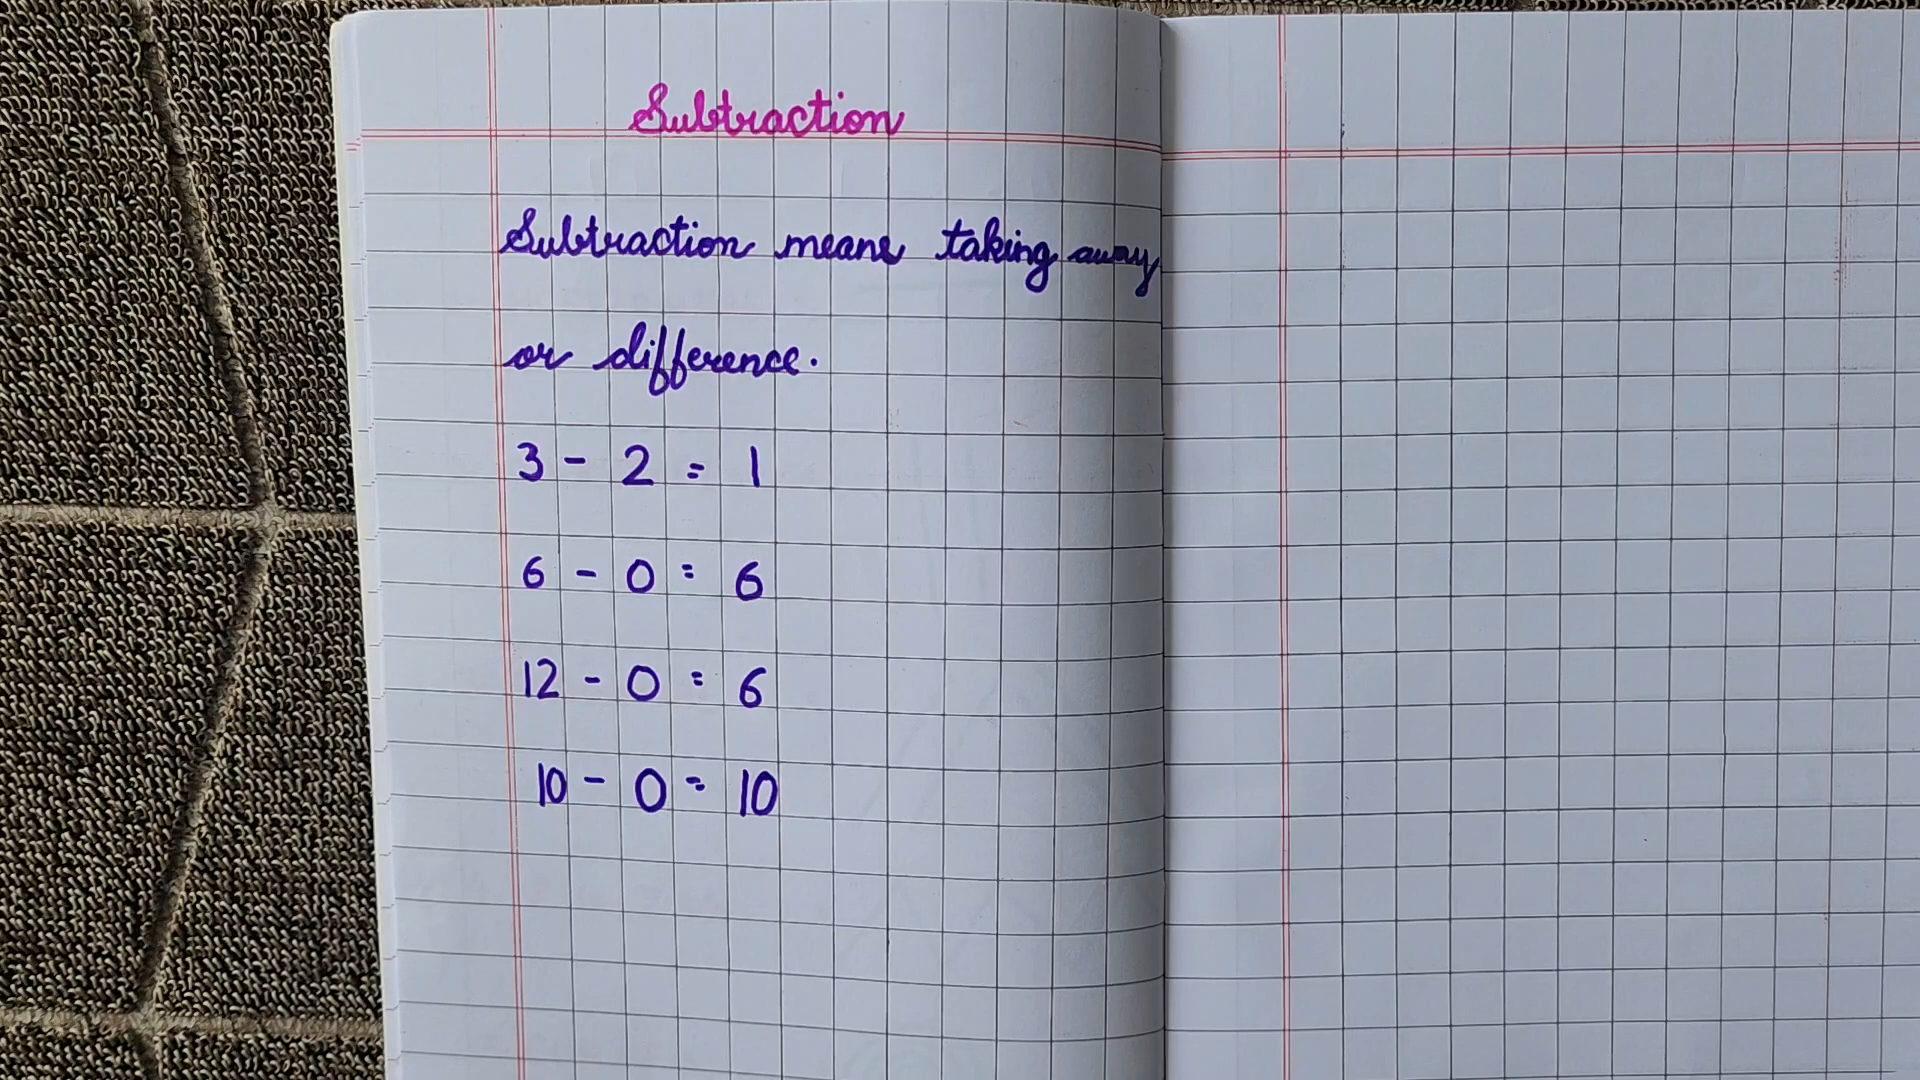 Subtraction
Subtraction means taking away
or difference.
3 - 2 = 1
6 - 0 = 6
12 - 0 = 6
10 - 0 = 10